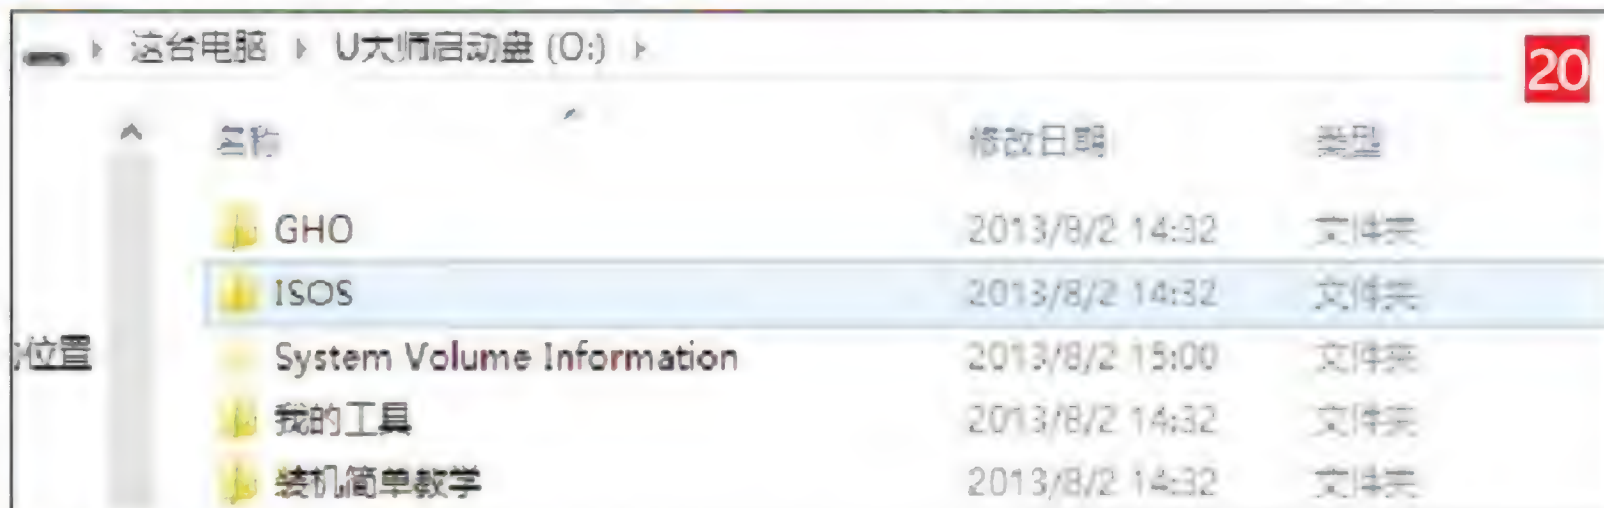 这台电脑 U大师启动盘 (O:)
20
名称 修改日期 类型
GHO 2013/8/2 14:32 文件夹
ISOS 2013/8/2 14:32 文件夹
位置
System Volume Information 2013/8/2 15:00 文件夹
我的工具 2013/8/2 14:32 文件夹
装机简单教学 2013/8/2 14:32 文件夹